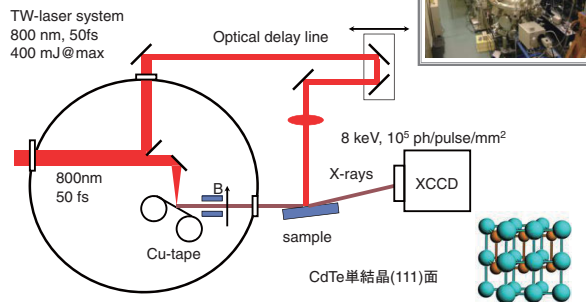 TW-laser system
800 nm, 50fs
400 mJ@max
Optical delay line
8 keV, 10⁵ ph/pulse/mm²
X-rays
XCCD
800nm
50 fs
B
Cu-tape
sample
CdTe単結晶(111)面